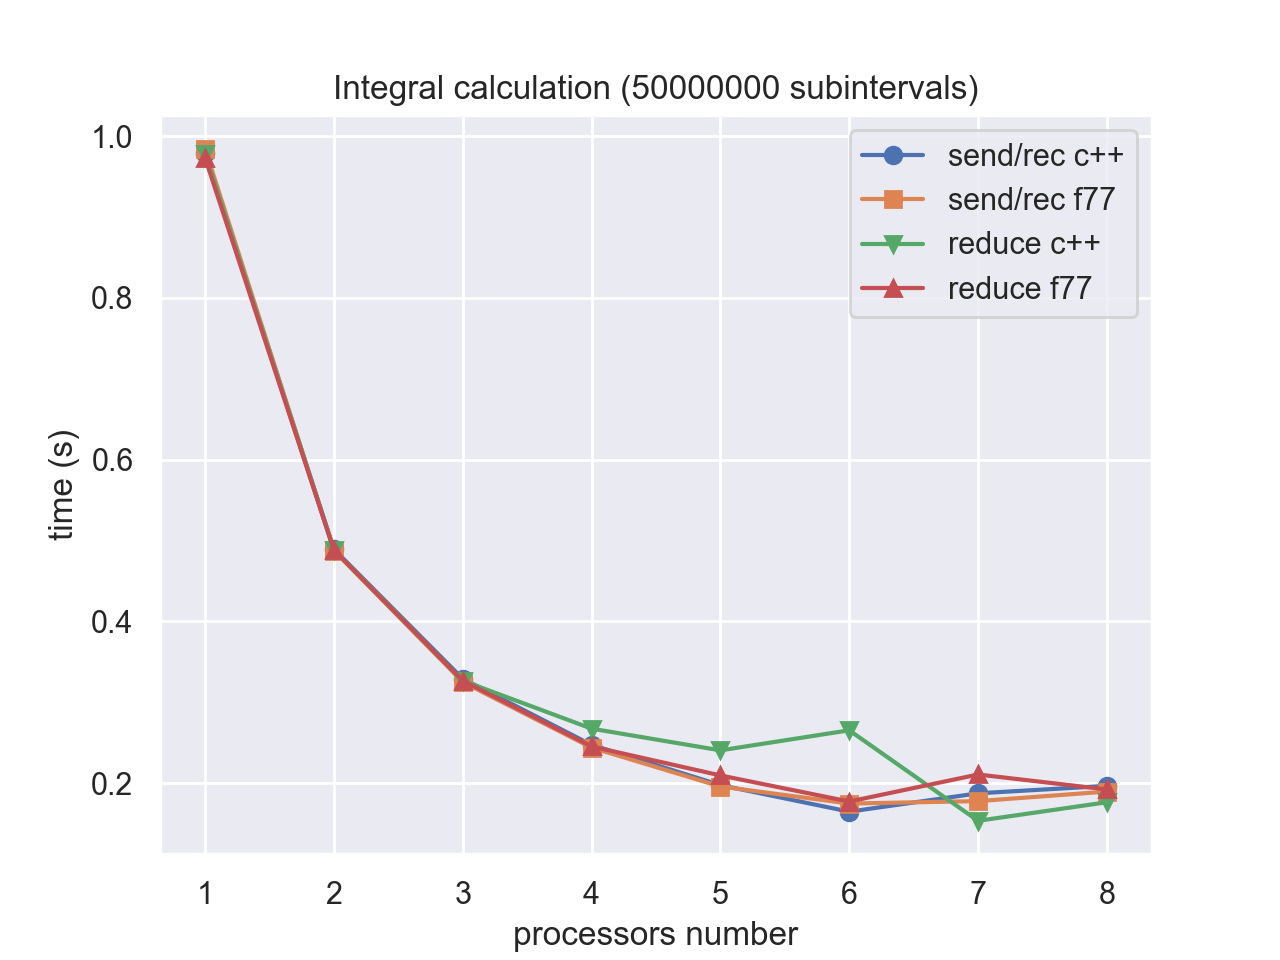 Integral calculation (50000000 subintervals)
send/rec c++
send/rec f77
reduce c++
reduce f77
time (s)
1.0
0.8
0.6
0.4
0.2
1 2 3 4 5 6 7 8
processors number